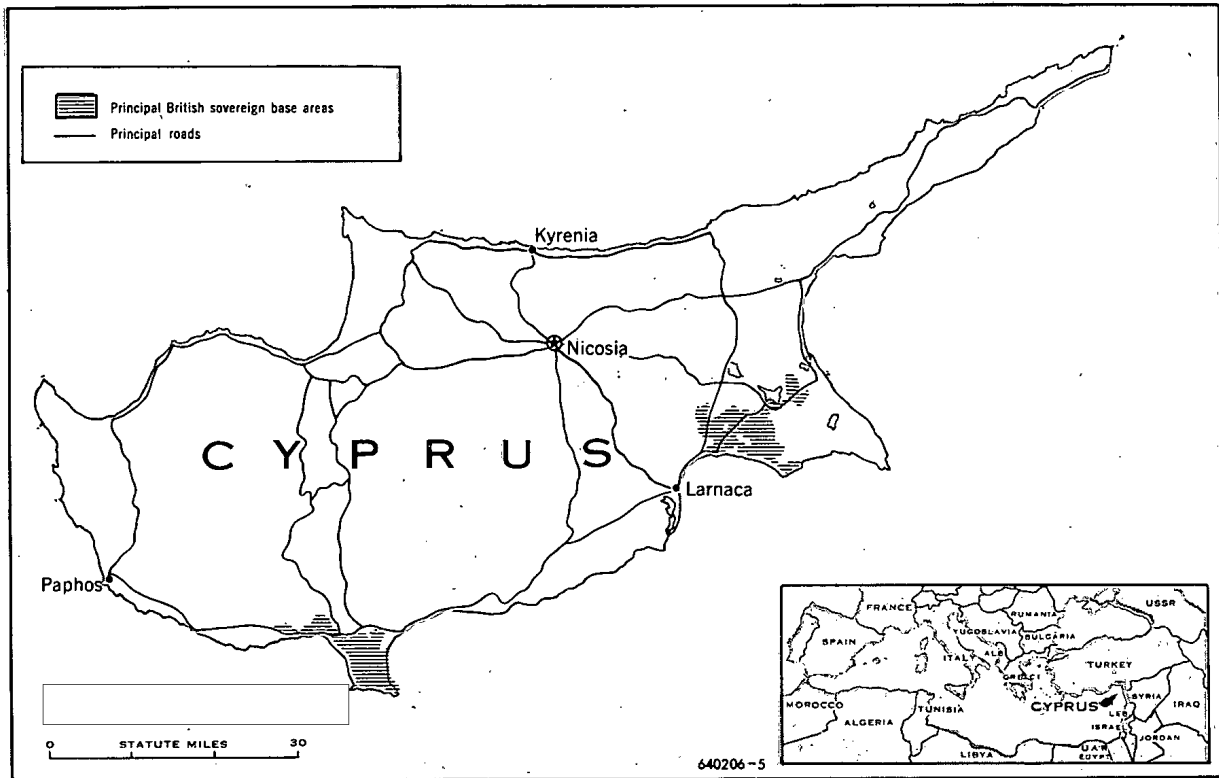 Principal British sovereign base areas
Principal roads
Kyrenia
Nicosia
CYPRUS
Larnaca
Paphos
0 STATUTE MILES 30
640206-5
FRANCE
RUMANIA
USSR
YUGOSLAVIA
BULGARIA
SPAIN
ITALY
ALB
GREECE
TURKEY
CYPRUS
SYRIA
IRAQ
MOROCCO
ALGERIA
TUNISIA
LEB
ISRAEL
JORDAN
LIBYA
U A R
EGYPT